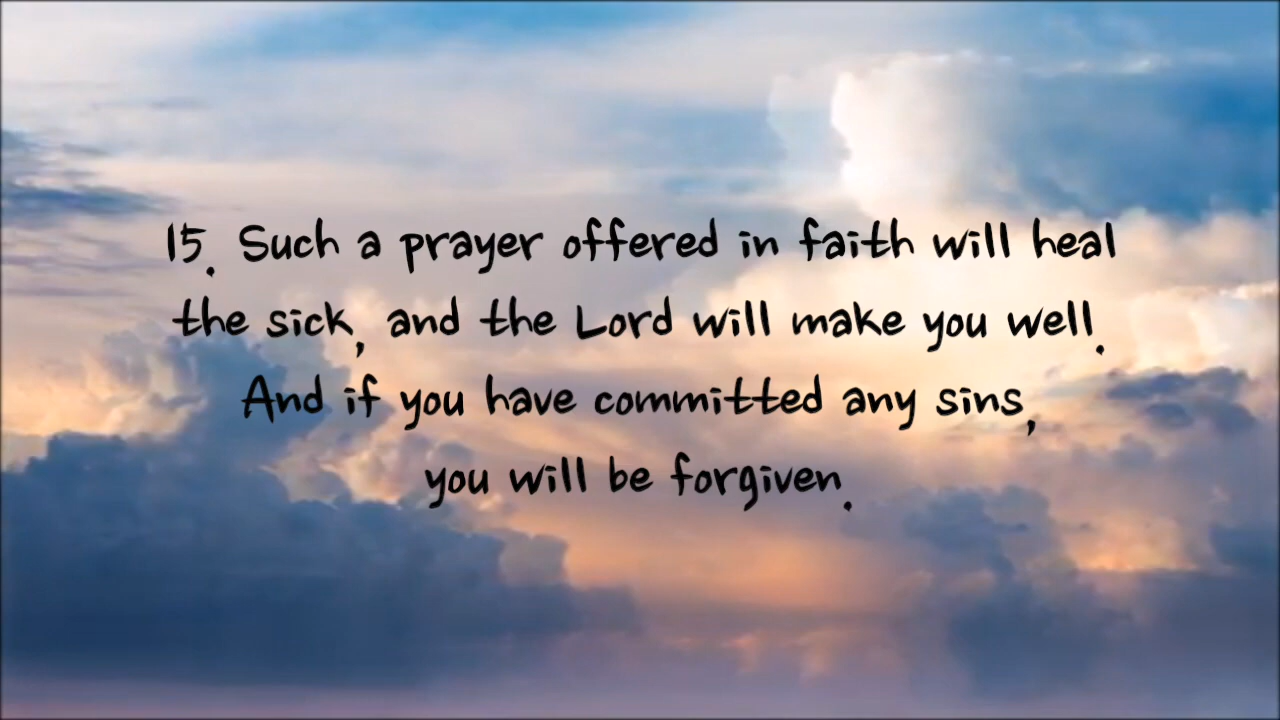 15. Such a prayer offered in faith will heal
the sick, and the Lord will make you well.
And if you have committed any sins,
you will be forgiven.